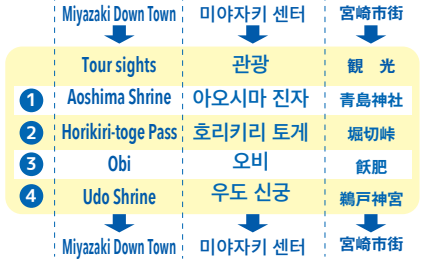 Miyazaki Down Town 미야자키 센터 宮崎市街
Tour sights 관광 観 光
1 Aoshima Shrine 아오시마 진자 青島神社
2 Horikiri-toge Pass 호리키리 토게 堀切峠
3 Obi 오비 飫肥
4 Udo Shrine 우도 신궁 鵜戸神宮
Miyazaki Down Town 미야자키 센터 宮崎市街